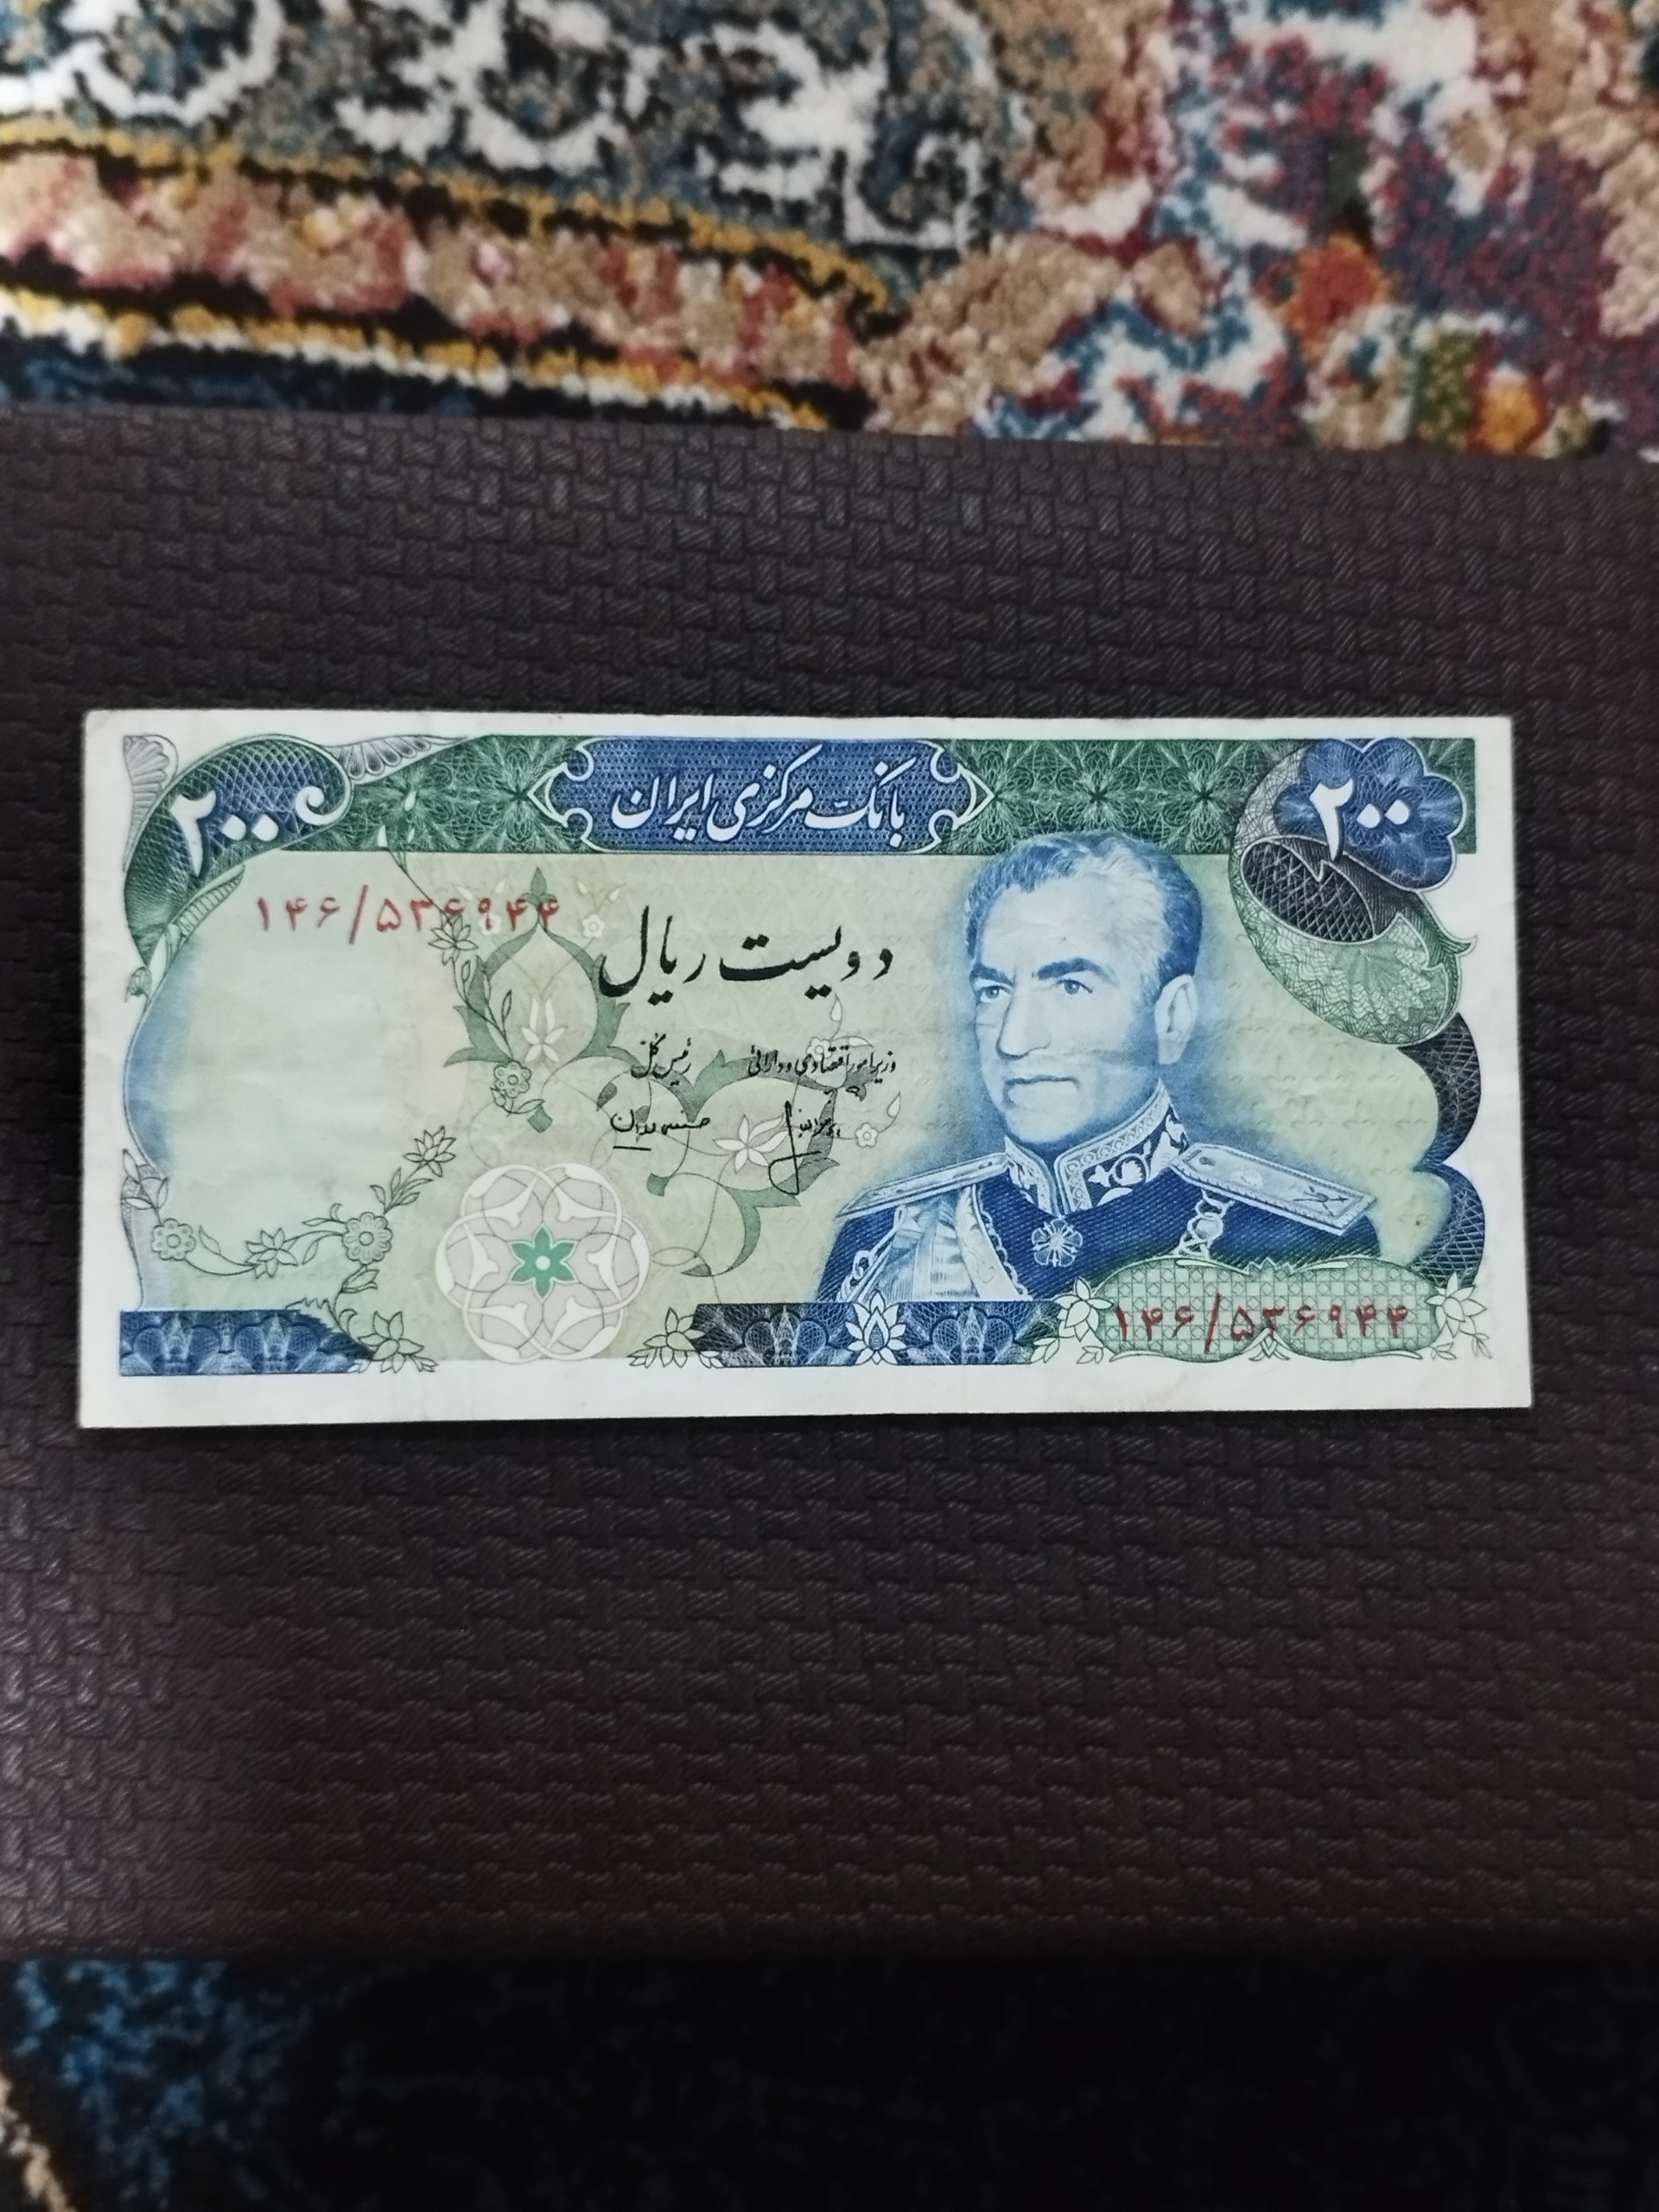 بانک مرکزی ایران
۲۰۰
۲۰۰
۱۴۶/۵۳۶۹۴۴
دویست ریال
وزیر امور اقتصادی و دارائی
رئیس کل
۱۴۶/۵۳۶۹۴۴